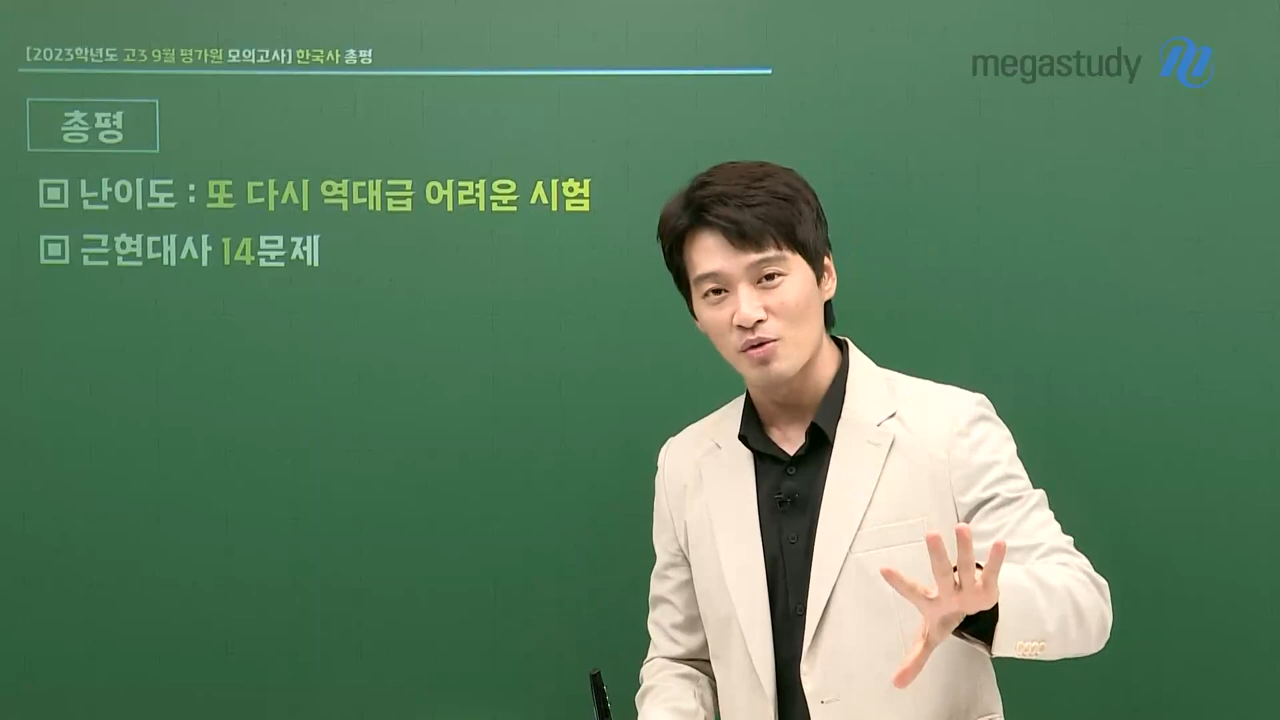 [2023학년도 고3 9월 평가원 모의고사] 한국사 총평
megastudy
총평
난이도 : 또 다시 역대급 어려운 시험
근현대사 14문제